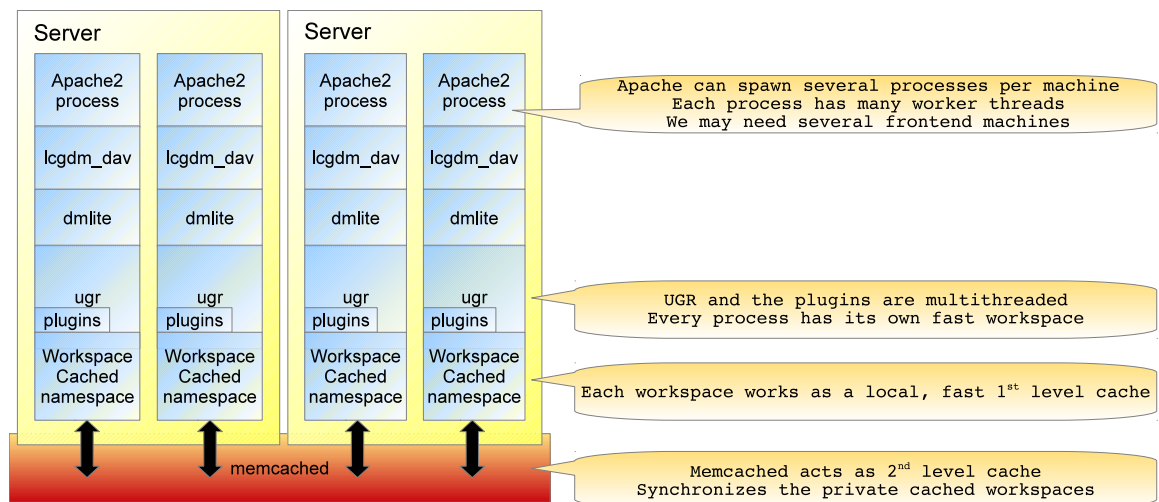 Server
Server
Apache2
process
Apache2
process
Apache2
process
Apache2
process
Apache can spawn several processes per machine
Each process has many worker threads
We may need several frontend machines
lcgdm_dav
lcgdm_dav
lcgdm_dav
lcgdm_dav
dmlite
dmlite
dmlite
dmlite
ugr
ugr
ugr
ugr
plugins
plugins
plugins
plugins
UGR and the plugins are multithreaded
Every process has its own fast workspace
Workspace
Cached
namespace
Workspace
Cached
namespace
Workspace
Cached
namespace
Workspace
Cached
namespace
Each workspace works as a local, fast 1st level cache
memcached
Memcached acts as 2nd level cache
Synchronizes the private cached workspaces